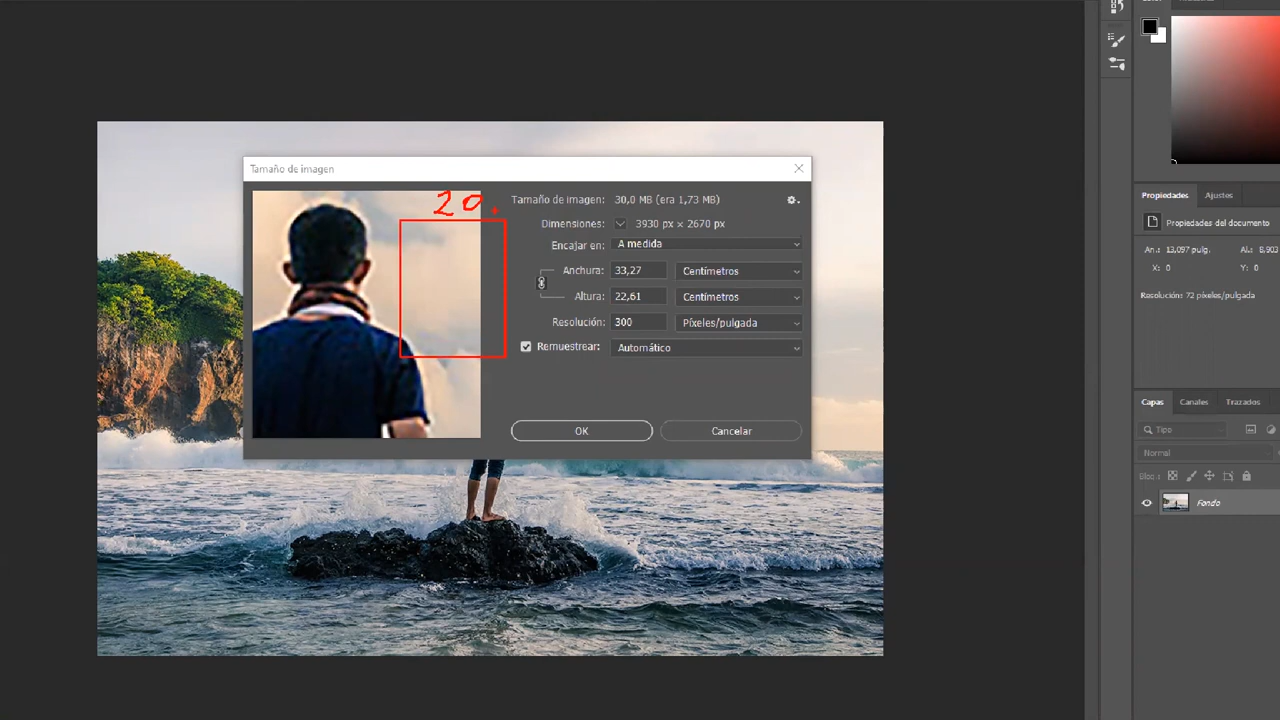 Tamaño de imagen
20
Tamaño de imagen: 30,0 MB (era 1,73 MB)
Dimensiones: 3930 px × 2670 px
Encajar en: A medida
Anchura: 33,27 Centímetros
Altura: 22,61 Centímetros
Resolución: 300 Píxeles/pulgada
Remuestrear: Automático
OK Cancelar
Propiedades Ajustes
Propiedades del documento
An.: 13,097 pulg. Al.: 8,903
X: 0 Y: 0
Resolución: 72 píxeles/pulgada
Capas Canales Trazados
Tipo
Normal
Bloq.:
Fondo